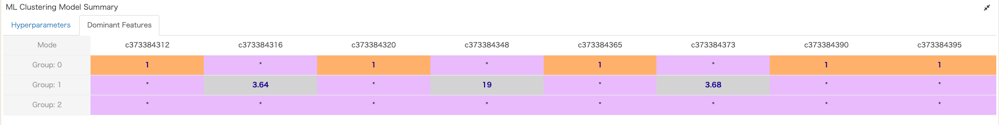 ML Clustering Model Summary
Hyperparameters Dominant Features
Mode c373384312 c373384316 c373384320 c373384348 c373384365 c373384373 c373384390 c373384395
Group: 0 1 * 1 * 1 * 1 1
Group: 1 * 3.64 * 19 * 3.68 * *
Group: 2 * * * * * * * *